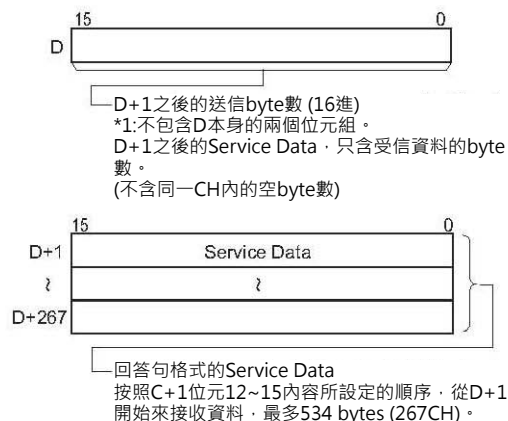 15 0
D
D+1之後的送信byte數 (16進)
*1:不包含D本身的兩個位元組。
D+1之後的Service Data，只含受信資料的byte
數。
(不含同一CH內的空byte數)
15 0
D+1 Service Data
≀ ≀
D+267
回答句格式的Service Data
按照C+1位元12~15內容所設定的順序，從D+1
開始來接收資料，最多534 bytes (267CH)。